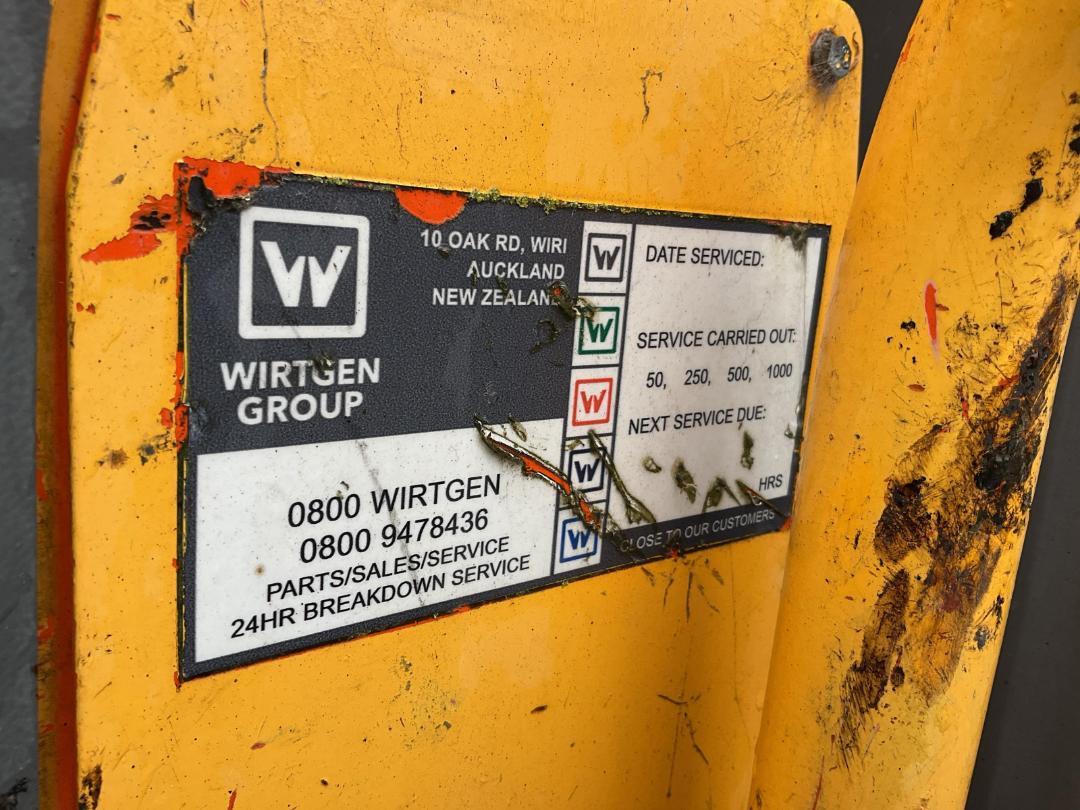 W
WIRTGEN
GROUP
10 OAK RD, WIRI
AUCKLAND
NEW ZEALAND
0800 WIRTGEN
0800 9478436
PARTS/SALES/SERVICE
24HR BREAKDOWN SERVICE
W
W
W
W
W
DATE SERVICED:
SERVICE CARRIED OUT:
50, 250, 500, 1000
NEXT SERVICE DUE:
HRS
CLOSE TO OUR CUSTOMERS